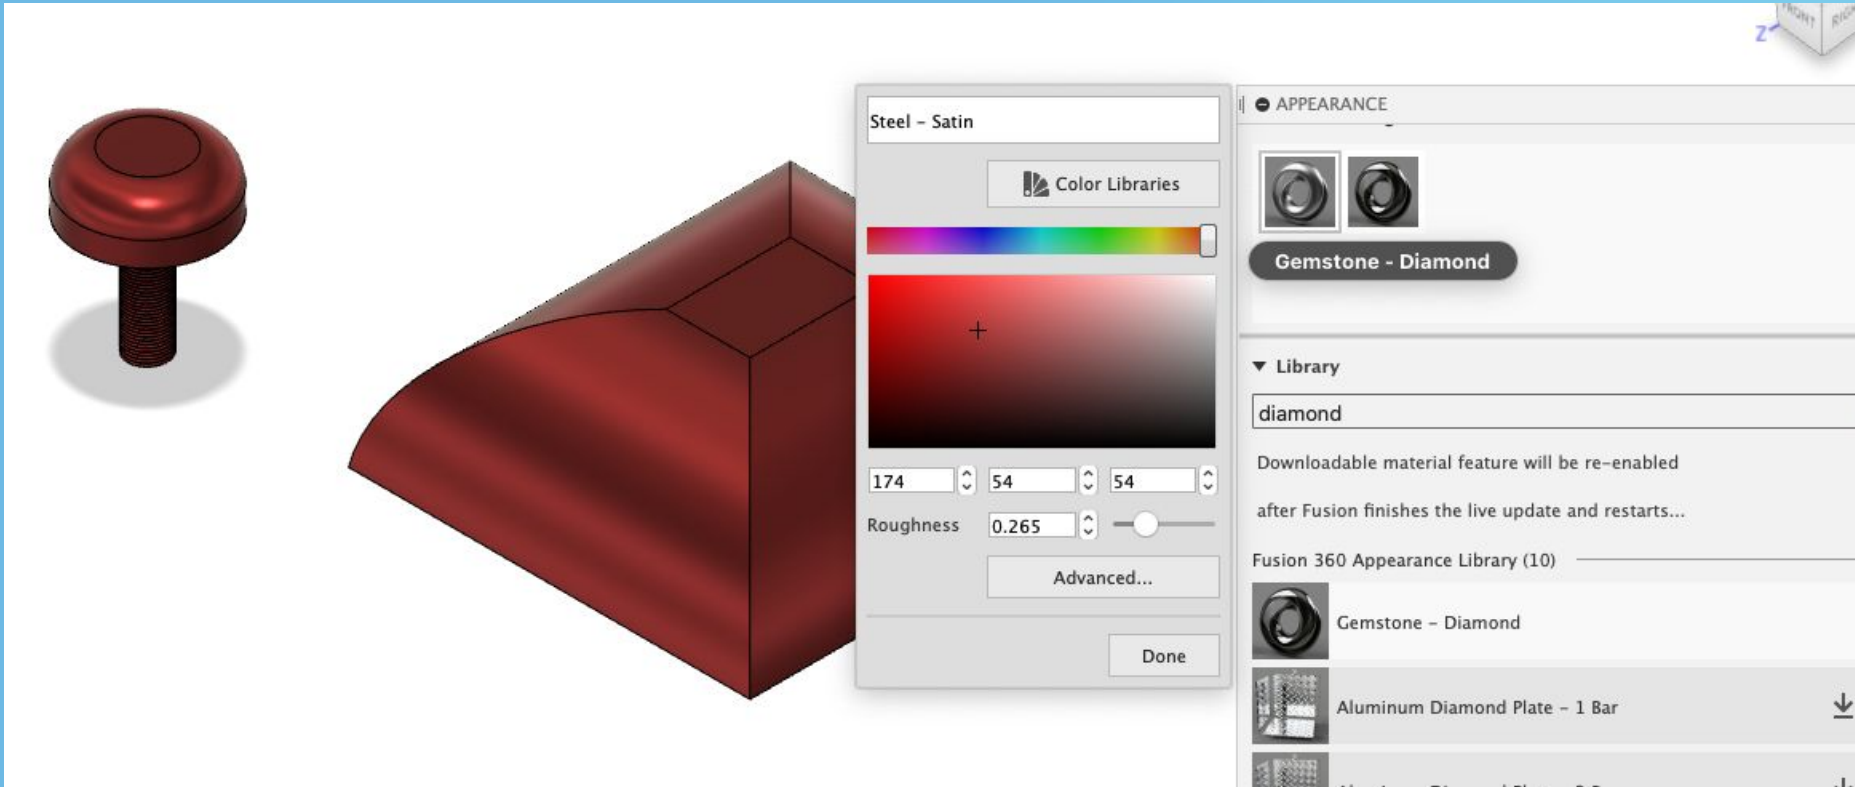 FRONT
Z
APPEARANCE
Steel - Satin
Color Libraries
Gemstone - Diamond
Library
diamond
Downloadable material feature will be re-enabled
after Fusion finishes the live update and restarts...
174 54 54
Roughness 0.265
Advanced...
Done
Fusion 360 Appearance Library (10)
Gemstone - Diamond
Aluminum Diamond Plate - 1 Bar